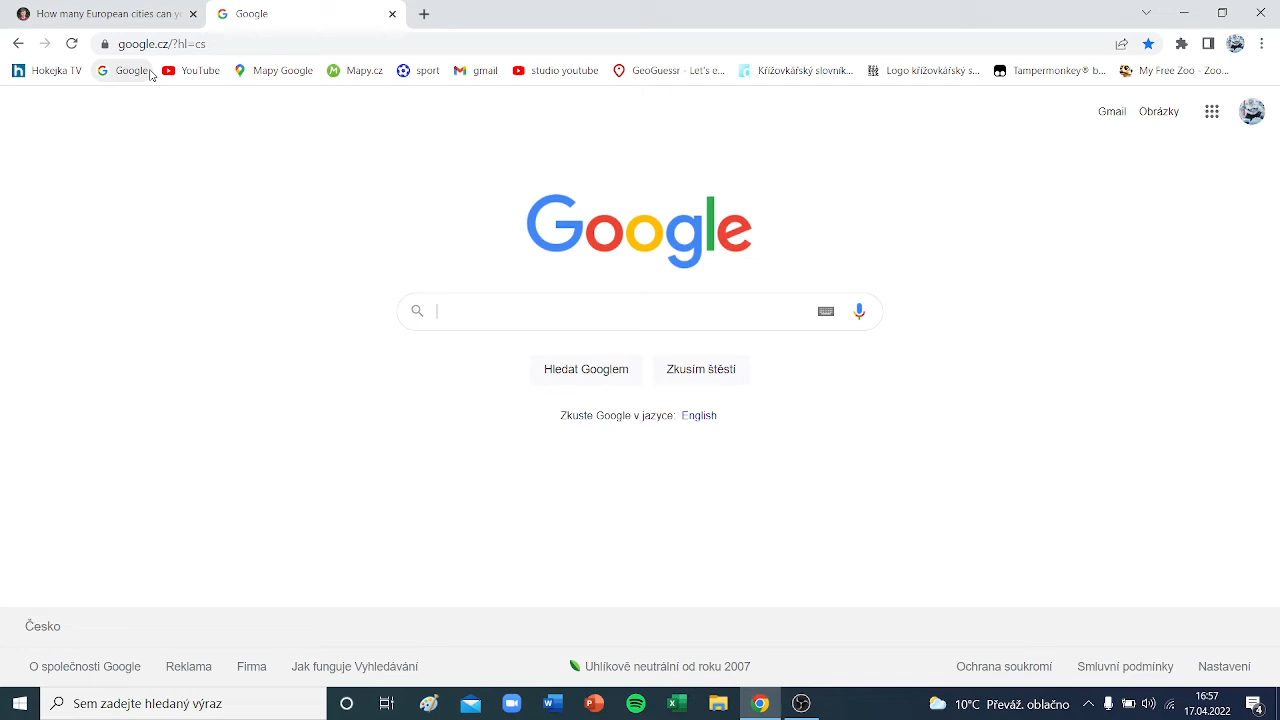 How many European cities can y
Google
google.cz/?hl=cs
Hokejka TV
Google
YouTube
Mapy Google
Mapy.cz
sport
gmail
studio youtube
GeoGuessr - Let's e...
Křížovkářský slovník...
Logo křížovkářský s...
Tampermonkey® b...
My Free Zoo - Zoo...
Gmail
Obrázky
Google
Hledat Googlem
Zkusím štěstí
Zkuste Google v jazyce: English
Česko
O společnosti Google
Reklama
Firma
Jak funguje Vyhledávání
Uhlíkově neutrální od roku 2007
Ochrana soukromí
Smluvní podmínky
Nastavení
Sem zadejte hledaný výraz
10°C Převáž. oblačno
16:57
17.04.2022
4